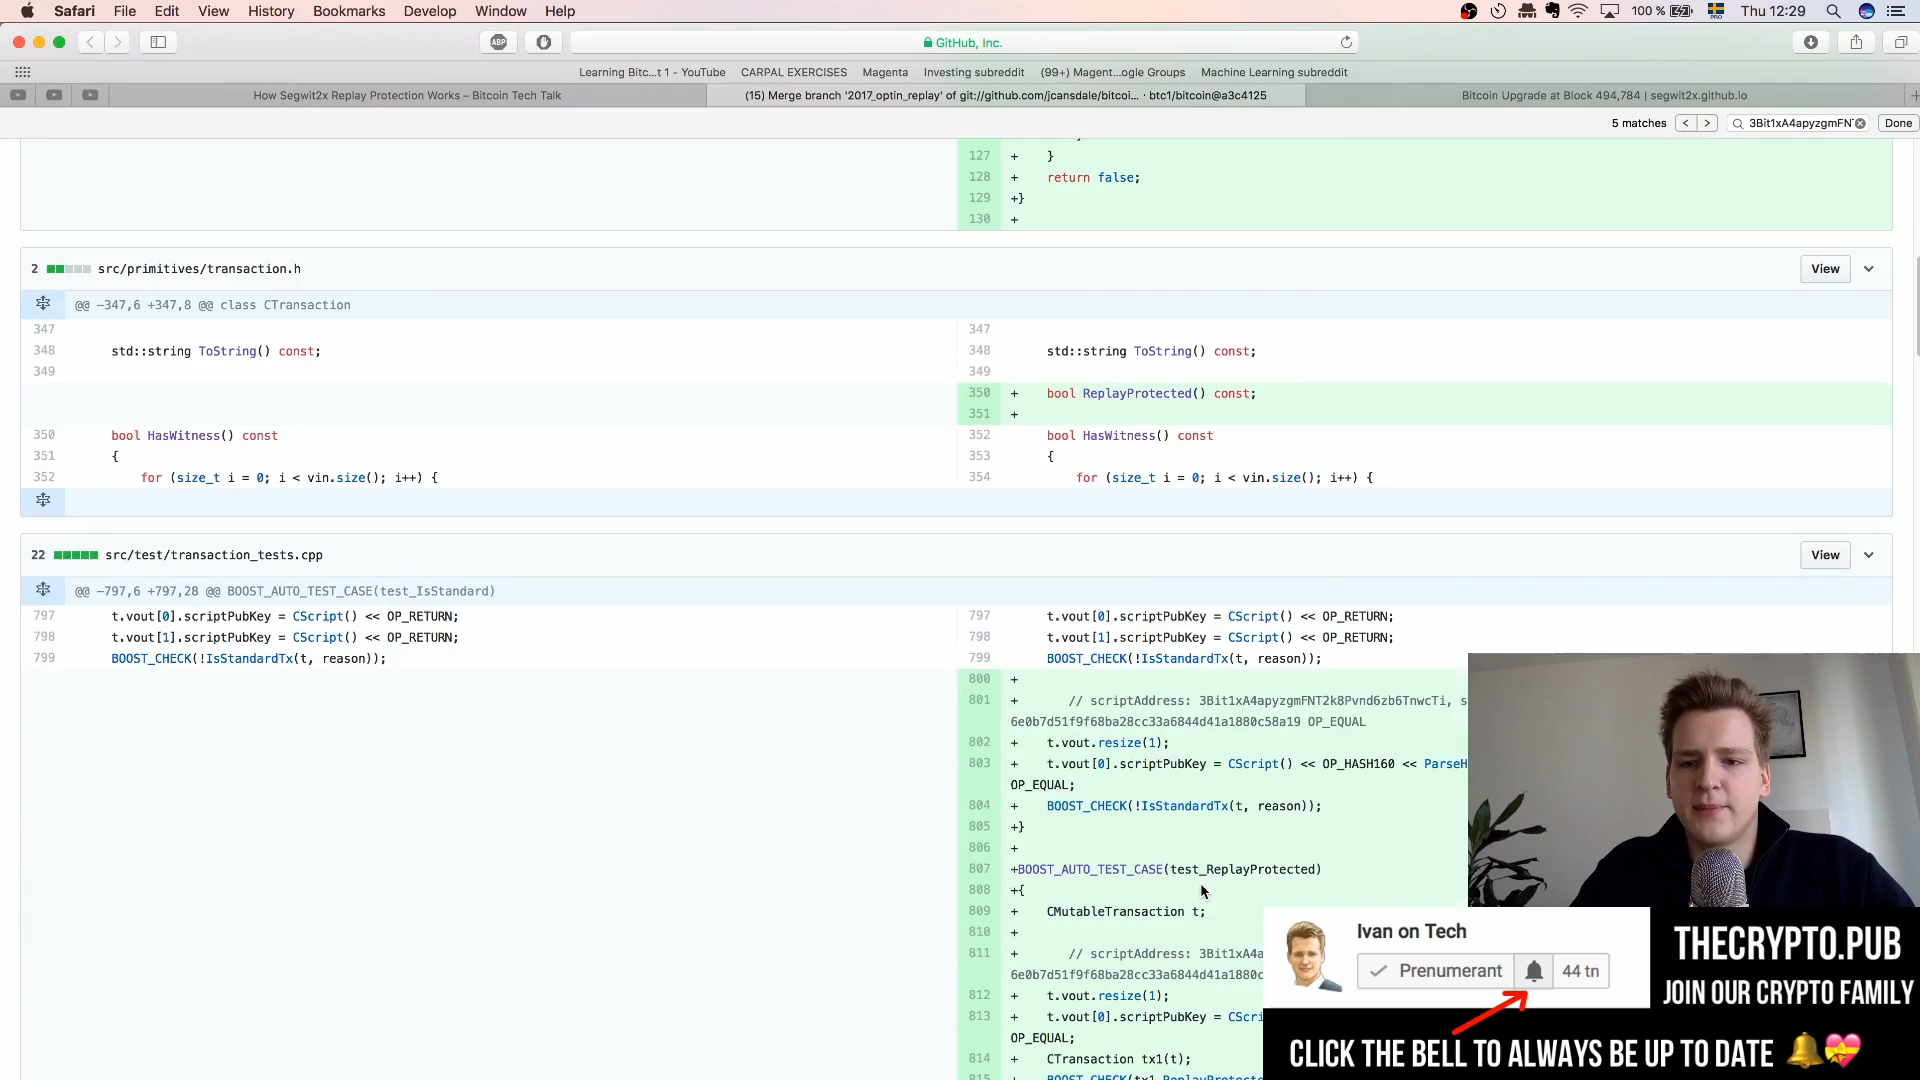 Safari File Edit View History Bookmarks Develop Window Help 100 % PRO Thu 12:29
ABP GitHub, Inc.
Learning Bitc...t 1 - YouTube CARPAL EXERCISES Magenta Investing subreddit (99+) Magent...ogle Groups Machine Learning subreddit
How Segwit2x Replay Protection Works – Bitcoin Tech Talk (15) Merge branch '2017_optin_replay' of git://github.com/jcansdale/bitcoi... · btc1/bitcoin@a3c4125 Bitcoin Upgrade at Block 494,784 | segwit2x.github.io
5 matches < > 3Bit1xA4apyzgmFN Done
127 + }
128 + return false;
129 +}
130 +
2 src/primitives/transaction.h View
@@ -347,6 +347,8 @@ class CTransaction
347 347
348 std::string ToString() const; 348 std::string ToString() const;
349 349
350 + bool ReplayProtected() const;
351 +
350 bool HasWitness() const 352 bool HasWitness() const
351 { 353 {
352 for (size_t i = 0; i < vin.size(); i++) { 354 for (size_t i = 0; i < vin.size(); i++) {
22 src/test/transaction_tests.cpp View
@@ -797,6 +797,28 @@ BOOST_AUTO_TEST_CASE(test_IsStandard)
797 t.vout[0].scriptPubKey = CScript() << OP_RETURN; 797 t.vout[0].scriptPubKey = CScript() << OP_RETURN;
798 t.vout[1].scriptPubKey = CScript() << OP_RETURN; 798 t.vout[1].scriptPubKey = CScript() << OP_RETURN;
799 BOOST_CHECK(!IsStandardTx(t, reason)); 799 BOOST_CHECK(!IsStandardTx(t, reason));
800 +
801 + // scriptAddress: 3Bit1xA4apyzgmFNT2k8Pvnd6zb6TnwcTi, s
6e0b7d51f9f68ba28cc33a6844d41a1880c58a19 OP_EQUAL
802 + t.vout.resize(1);
803 + t.vout[0].scriptPubKey = CScript() << OP_HASH160 << ParseH
OP_EQUAL;
804 + BOOST_CHECK(!IsStandardTx(t, reason));
805 +}
806 +
807 +BOOST_AUTO_TEST_CASE(test_ReplayProtected)
808 +{
809 + CMutableTransaction t;
810 +
811 + // scriptAddress: 3Bit1xA4a
6e0b7d51f9f68ba28cc33a6844d41a1880c
812 + t.vout.resize(1);
813 + t.vout[0].scriptPubKey = CScri
OP_EQUAL;
814 + CTransaction tx1(t);
815 BOOST_CHECK(tx1.ReplayProtecte
Ivan on Tech
Prenumerant 44 tn
THECRYPTO.PUB
JOIN OUR CRYPTO FAMILY
CLICK THE BELL TO ALWAYS BE UP TO DATE